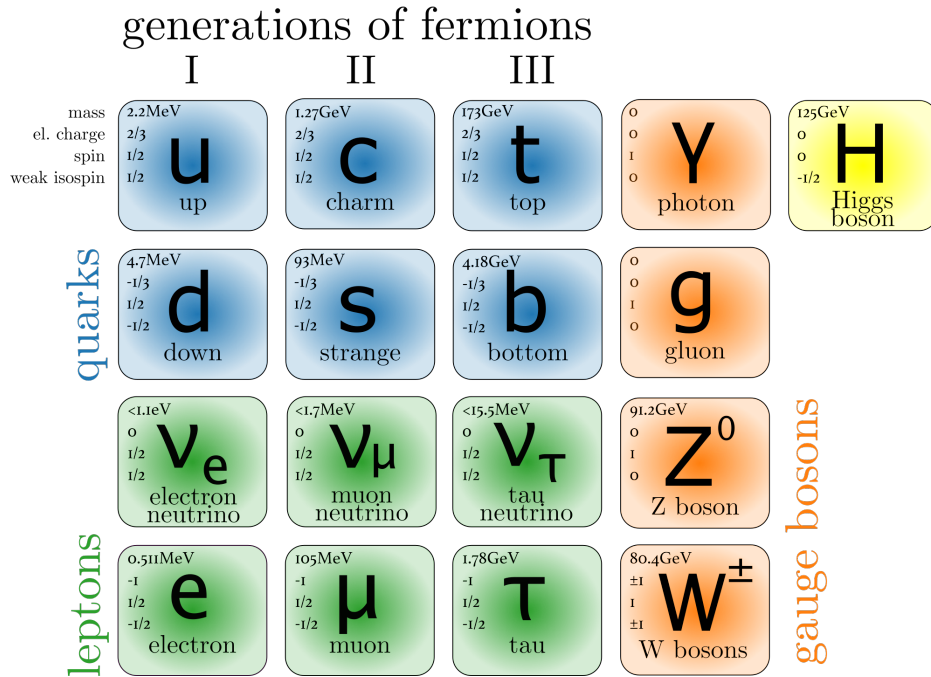 generations of fermions
I II III
mass
el. charge
spin
weak isospin
2.2MeV
2/3
1/2
1/2
u
up
1.27GeV
2/3
1/2
1/2
c
charm
173GeV
2/3
1/2
1/2
t
top
0
0
1
0
γ
photon
125GeV
0
0
-1/2
H
Higgs
boson
quarks
4.7MeV
-1/3
1/2
-1/2
d
down
93MeV
-1/3
1/2
-1/2
s
strange
4.18GeV
-1/3
1/2
-1/2
b
bottom
0
0
1
0
g
gluon
leptons
<1.1eV
0
1/2
1/2
νe
electron
neutrino
<1.7MeV
0
1/2
1/2
νμ
muon
neutrino
<15.5MeV
0
1/2
1/2
ντ
tau
neutrino
91.2GeV
0
1
0
Z⁰
Z boson
gauge bosons
0.511MeV
-1
1/2
-1/2
e
electron
105MeV
-1
1/2
-1/2
μ
muon
1.78GeV
-1
1/2
-1/2
τ
tau
80.4GeV
±1
1
±1
W±
W bosons